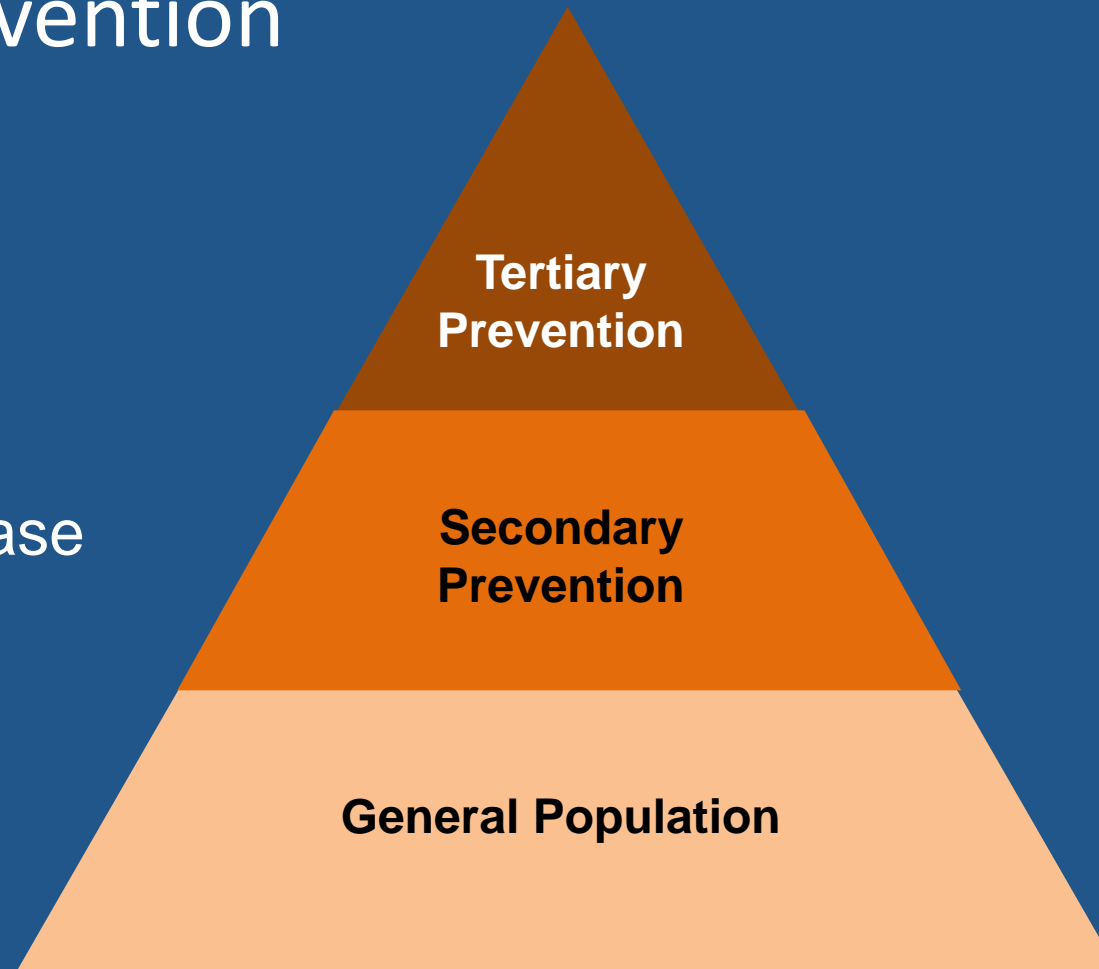 vention
Tertiary
Prevention
ase
Secondary
Prevention
General Population